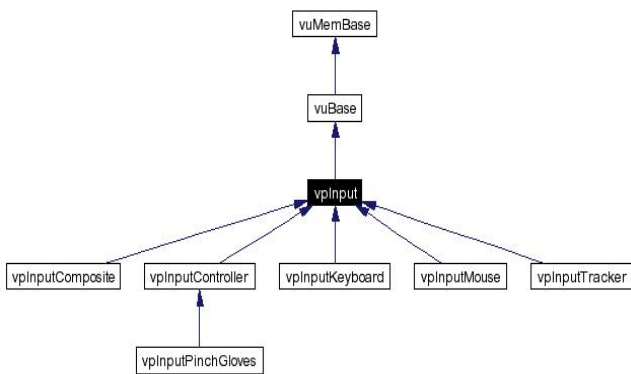 vuMemBase
vuBase
vpInput
vpInputComposite
vpInputController
vpInputKeyboard
vpInputMouse
vpInputTracker
vpInputPinchGloves